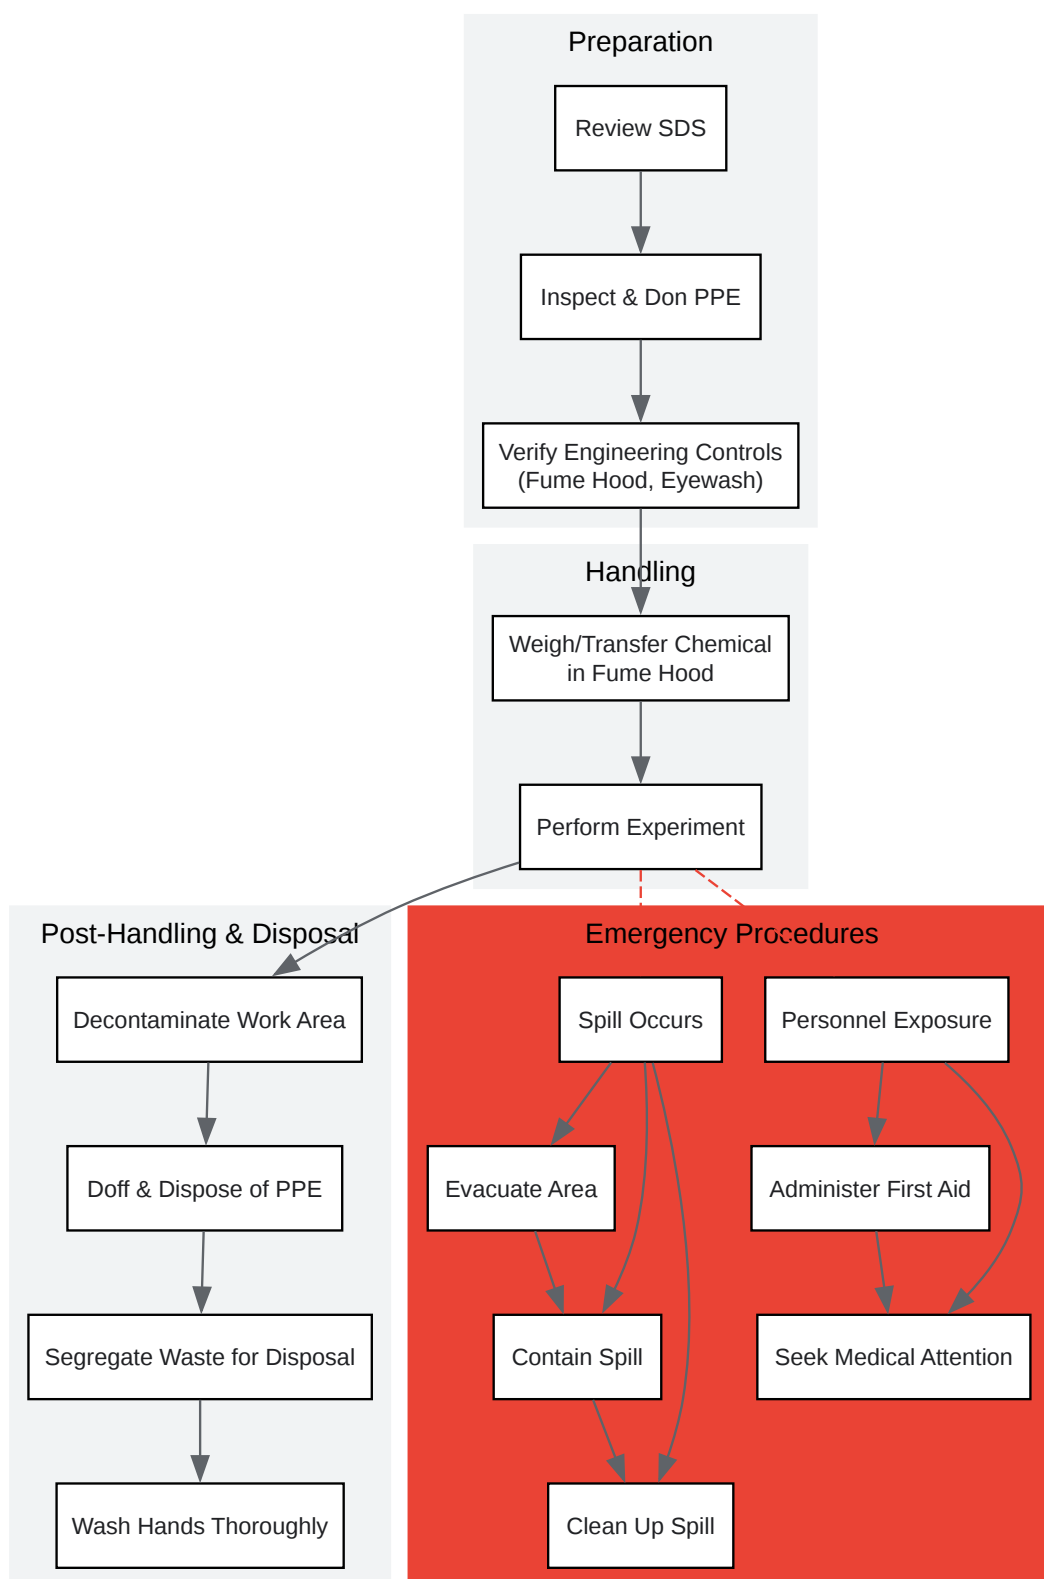 Preparation
Review SDS
Inspect & Don PPE
Verify Engineering Controls
(Fume Hood, Eyewash)
Handling
Weigh/Transfer Chemical
in Fume Hood
Perform Experiment
Post-Handling & Disposal
Decontaminate Work Area
Doff & Dispose of PPE
Segregate Waste for Disposal
Wash Hands Thoroughly
Emergency Procedures
Spill Occurs
Personnel Exposure
Evacuate Area
Administer First Aid
Contain Spill
Seek Medical Attention
Clean Up Spill